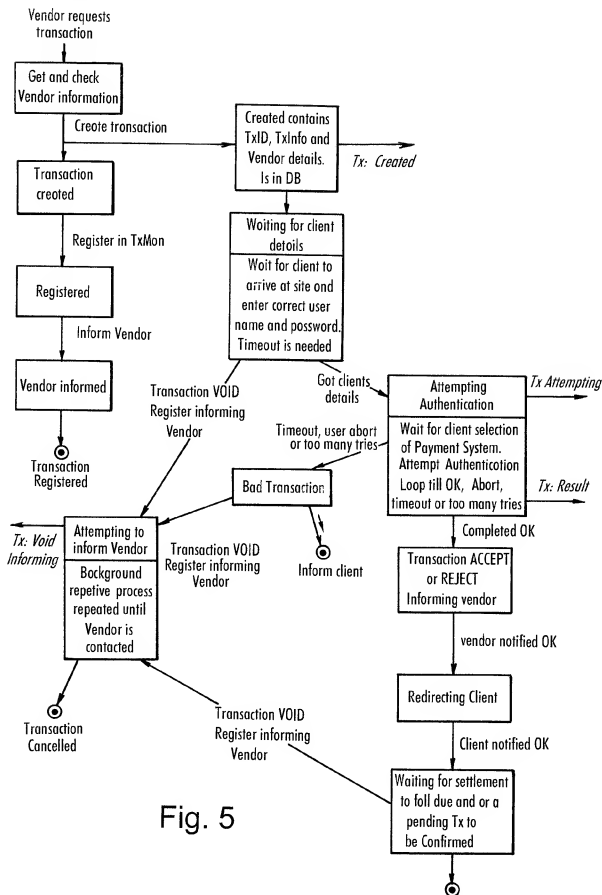 Vendor requests
transaction
Get and check
Vendor information
Creote tronsaction
Created contains
TxID, TxInfo and
Vendor details.
Is in DB
Tx: Created
Transaction
created
Woiting for client
detoils
Register in TxMon
Woit for client to
arrive at site ond
enter correct user
name and possword.
Timeout is needed
Registered
Inform Vendor
Vendor informed
Transaction
Registered
Transaction VOID
Register informing
Vendor
Got clients
details
Attempting
Authentication
Tx Attempting
Wait for client selection
of Payment System.
Attempt Authentication
Loop till OK, Abort,
timeout or too many tries
Tx: Result
Timeout, user abort
or too many tries
Bad Transaction
Inform client
Tx: Void
Informing
Attempting to
inform Vendor
Bockground
repetive process
repeated until
Vendor is
contacted
Transaction VOID
Register informing
Vendor
Completed OK
Transaction ACCEPT
or REJECT
Informing vendor
vendor notified OK
Redirecting Client
Client notified OK
Transaction
Cancelled
Transaction VOID
Register informing
Vendor
Waiting for settlement
to foll due and or a
pending Tx to
be Confirmed
Fig. 5